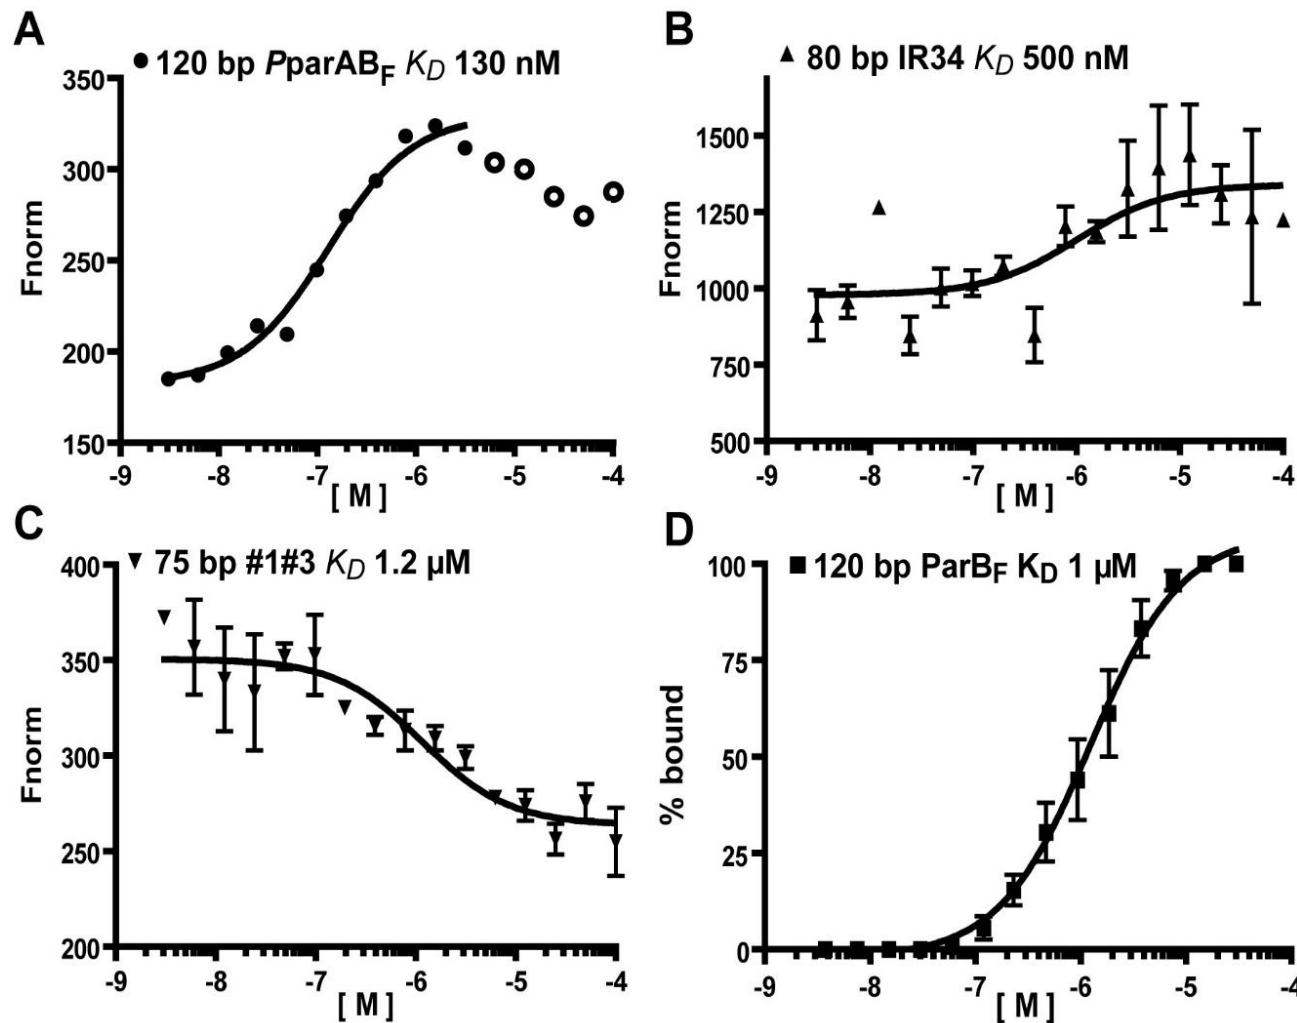 A
● 120 bp PparABF KD 130 nM
Fnorm
350
300
250
200
150
-9 -8 -7 -6 -5 -4
[ M ]
B
▲ 80 bp IR34 KD 500 nM
Fnorm
1500
1250
1000
750
500
-9 -8 -7 -6 -5 -4
[ M ]
C
▼ 75 bp #1#3 KD 1.2 µM
Fnorm
400
350
300
250
200
-9 -8 -7 -6 -5 -4
[ M ]
D
■ 120 bp ParBF KD 1 µM
% bound
100
75
50
25
0
-9 -8 -7 -6 -5 -4
[ M ]